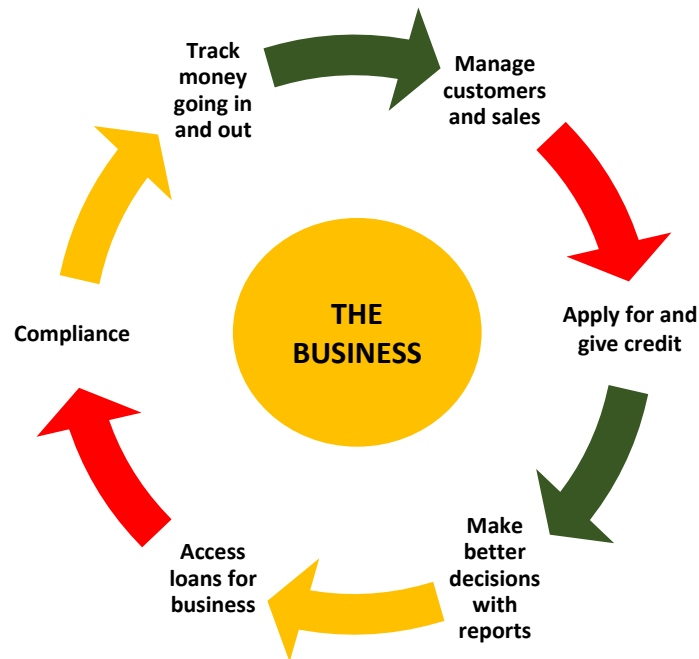 Track
money
going in
and out
Manage
customers
and sales
Apply for and
give credit
Make
better
decisions
with
reports
Access
loans for
business
Compliance
THE
BUSINESS